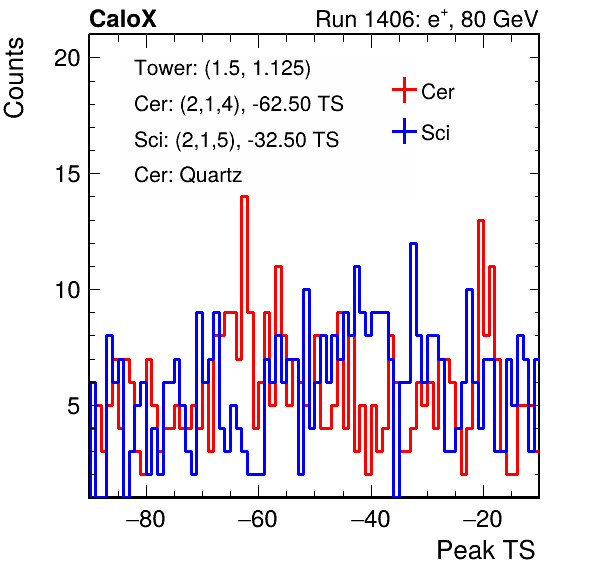 CaloX Run 1406: e⁺, 80 GeV
Counts
20
15
10
5
Tower: (1.5, 1.125)
Cer: (2,1,4), -62.50 TS
Sci: (2,1,5), -32.50 TS
Cer: Quartz
Cer
Sci
−80 −60 −40 −20
Peak TS